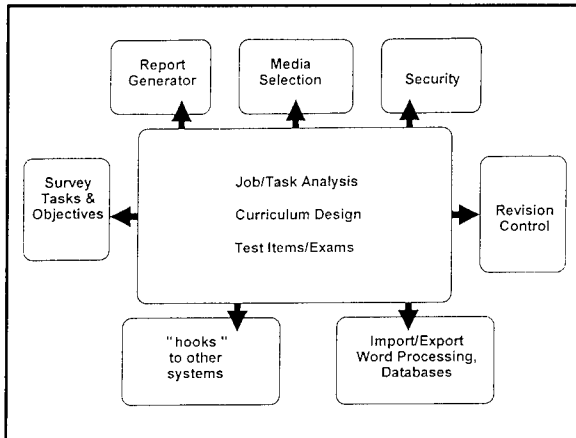 Report
Generator
Media
Selection
Security
Survey
Tasks &
Objectives
Job/Task Analysis
Curriculum Design
Test Items/Exams
Revision
Control
"hooks"
to other
systems
Import/Export
Word Processing,
Databases